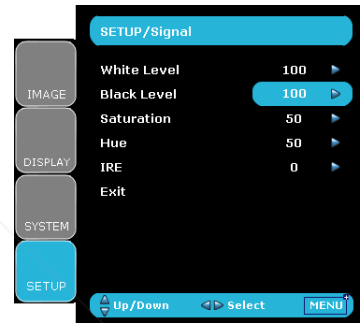 SETUP/Signal
White Level 100
Black Level 100
Saturation 50
Hue 50
IRE 0
Exit
IMAGE
DISPLAY
SYSTEM
SETUP
Up/Down Select MENU